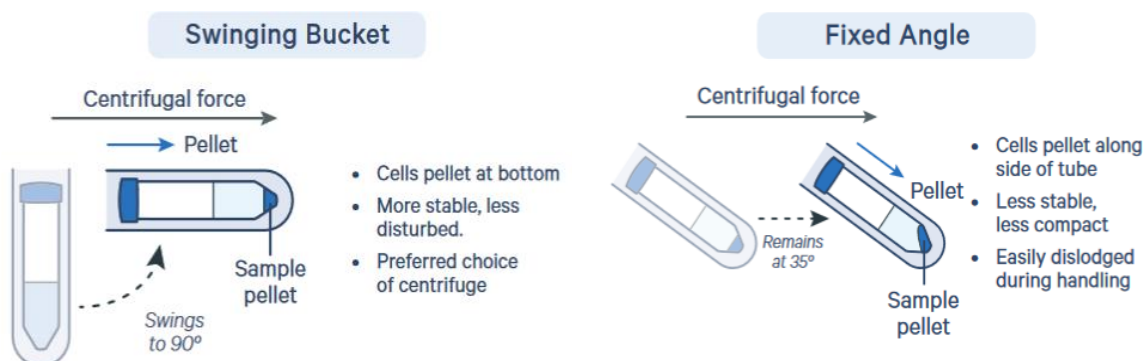 Swinging Bucket
Centrifugal force
Pellet
• Cells pellet at bottom
• More stable, less
disturbed.
• Preferred choice
of centrifuge
Sample
pellet
Swings
to 90º
Fixed Angle
Centrifugal force
Pellet
Remains
at 35º
Sample
pellet
• Cells pellet along
side of tube
• Less stable,
less compact
• Easily dislodged
during handling